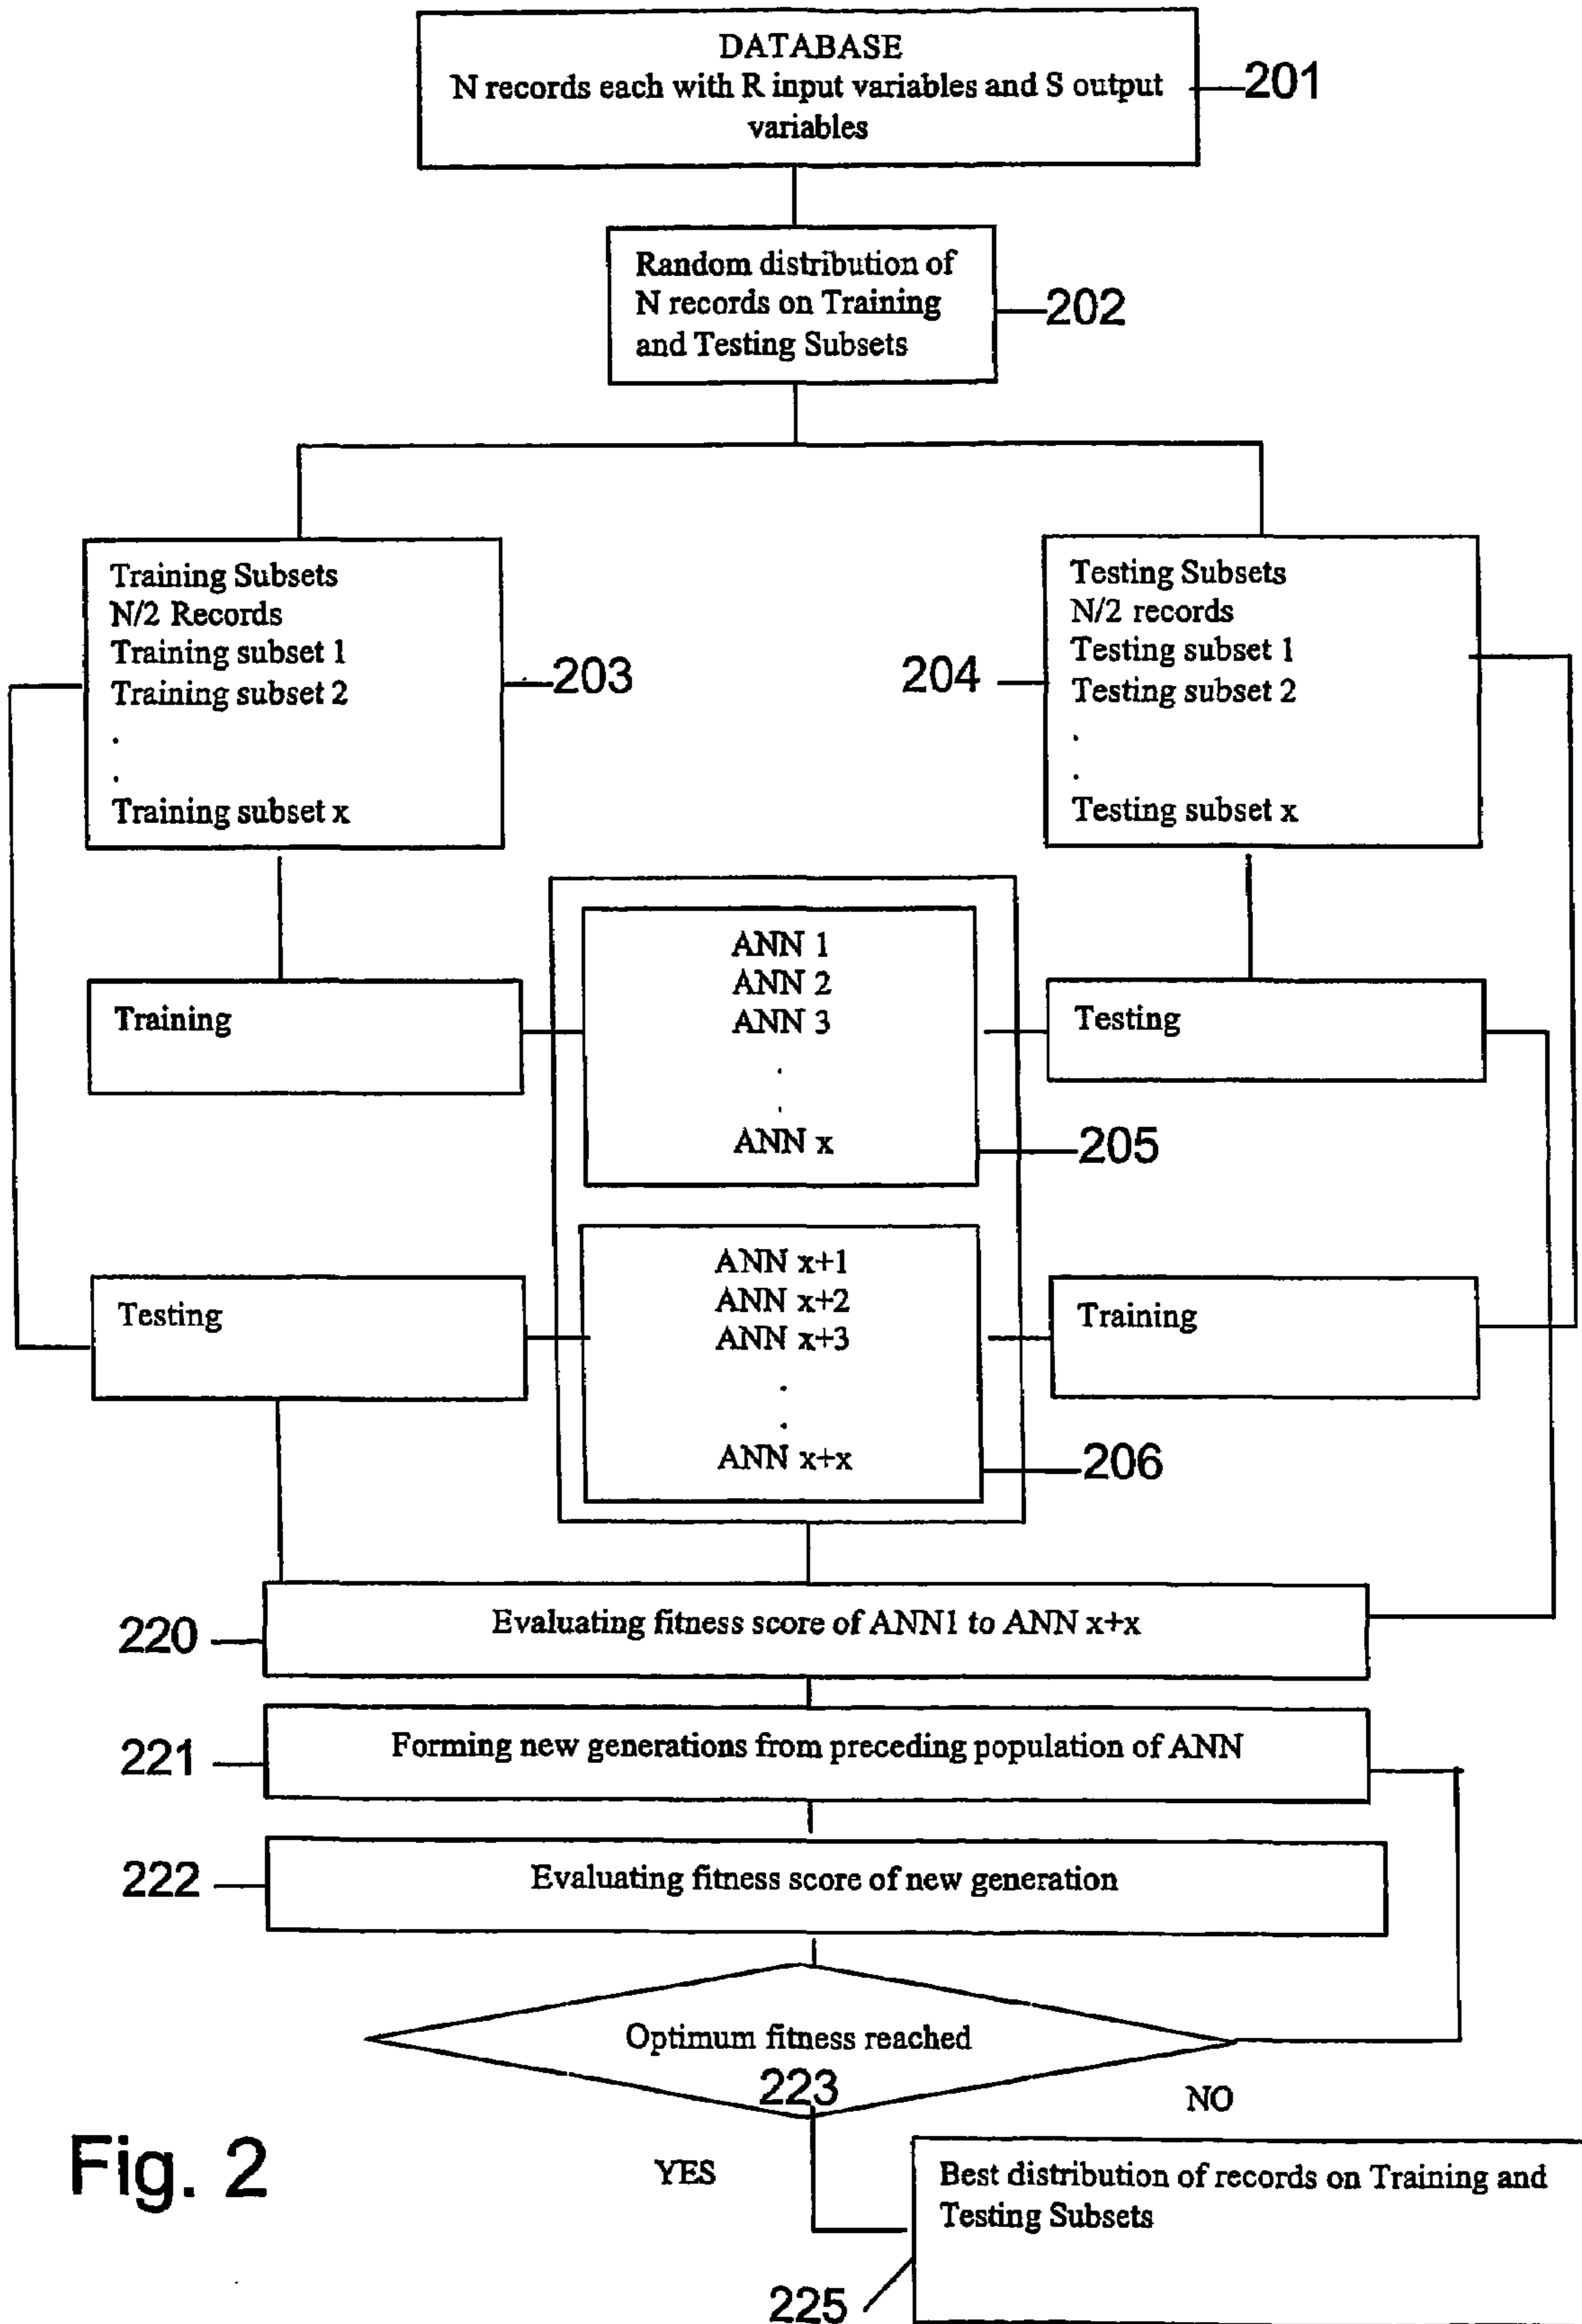 DATABASE
N records each with R input variables and S output
variables
201
Random distribution of
N records on Training
and Testing Subsets
202
Training Subsets
N/2 Records
Training subset 1
Training subset 2
.
.
Training subset x
203
204
Testing Subsets
N/2 records
Testing subset 1
Testing subset 2
.
.
Testing subset x
Training
ANN 1
ANN 2
ANN 3
.
.
ANN x
205
Testing
Testing
ANN x+1
ANN x+2
ANN x+3
.
.
ANN x+x
206
Training
220
Evaluating fitness score of ANN1 to ANN x+x
221
Forming new generations from preceding population of ANN
222
Evaluating fitness score of new generation
Optimum fitness reached
223
NO
YES
Fig. 2
Best distribution of records on Training and
Testing Subsets
225